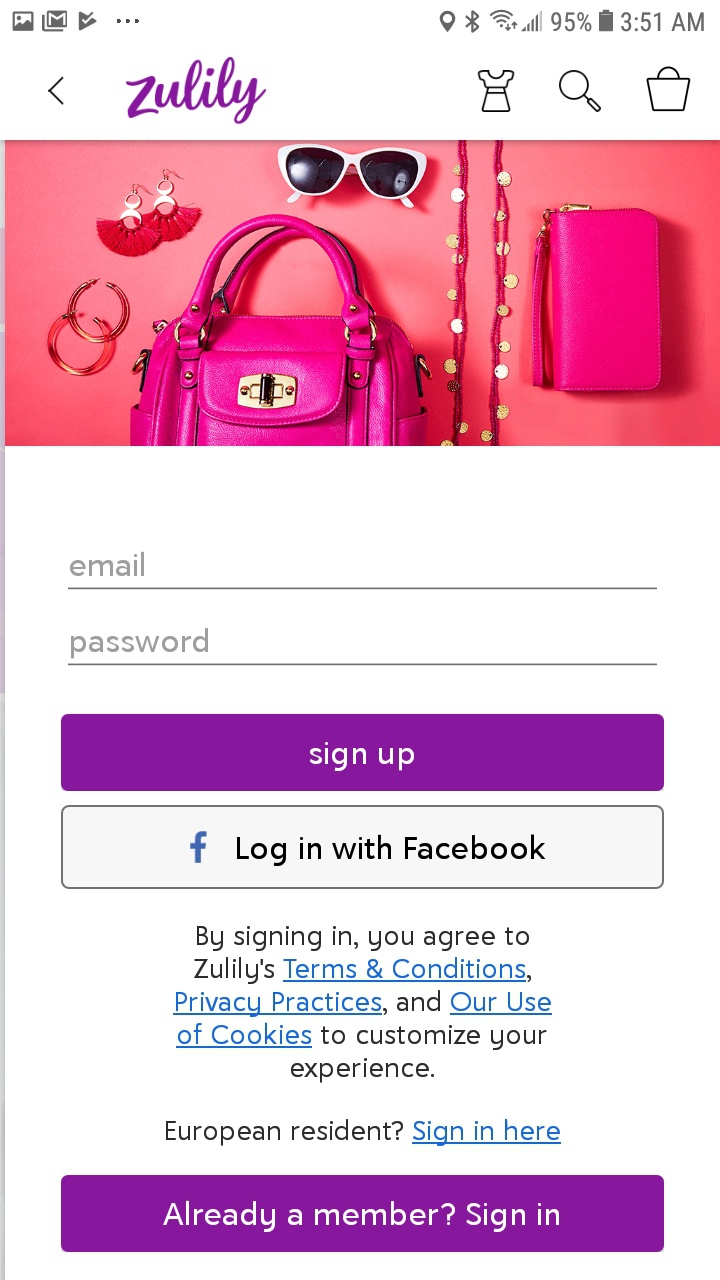 95% 3:51 AM
zulily
email
password
sign up
f Log in with Facebook
By signing in, you agree to
Zulily's Terms & Conditions,
Privacy Practices, and Our Use
of Cookies to customize your
experience.
European resident? Sign in here
Already a member? Sign in